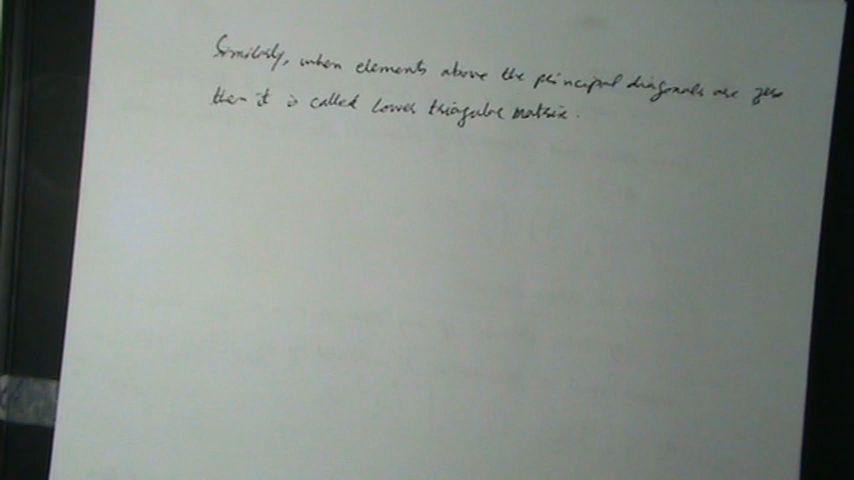 Similarly, when elements above the principal diagonals are zero
then it is called Lower triangular matrix.